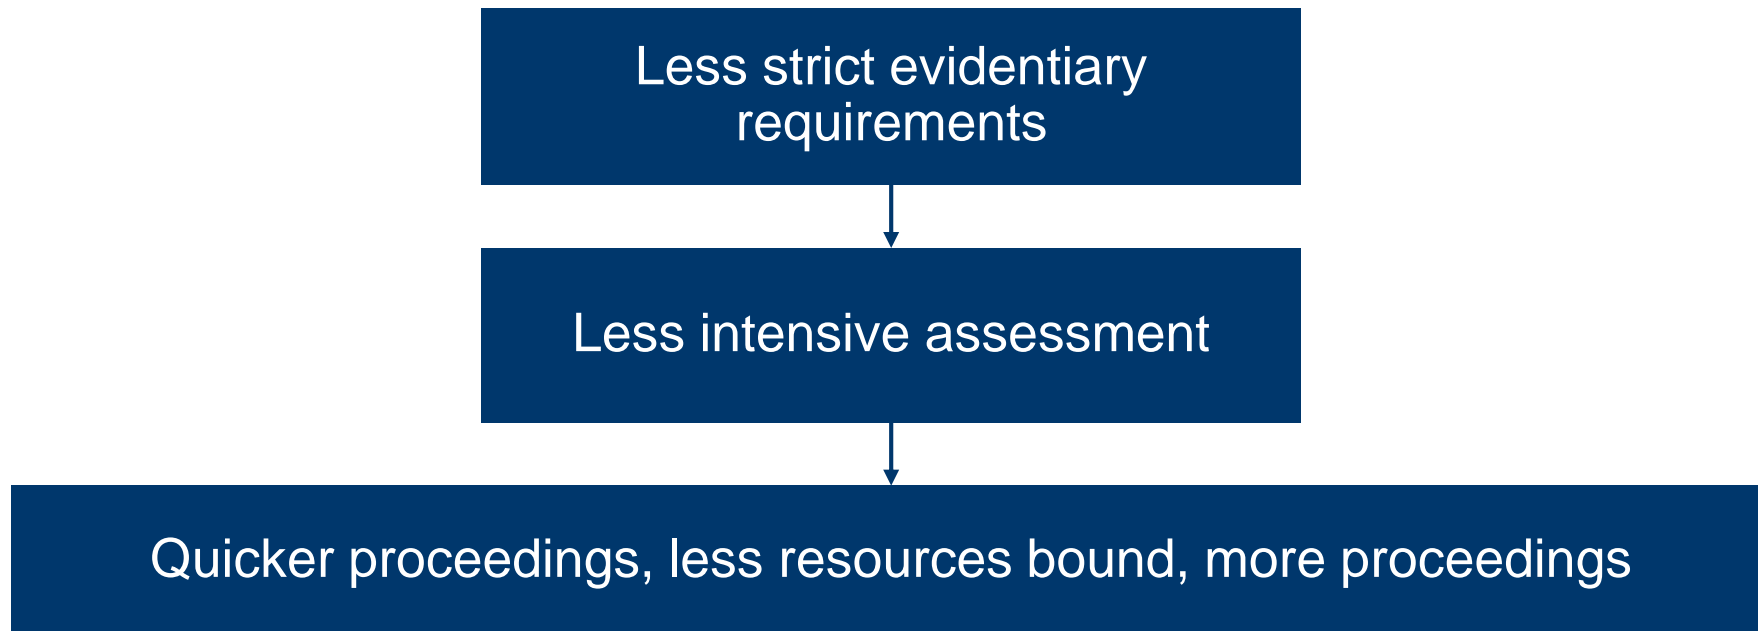 Less strict evidentiary
requirements
Less intensive assessment
Quicker proceedings, less resources bound, more proceedings